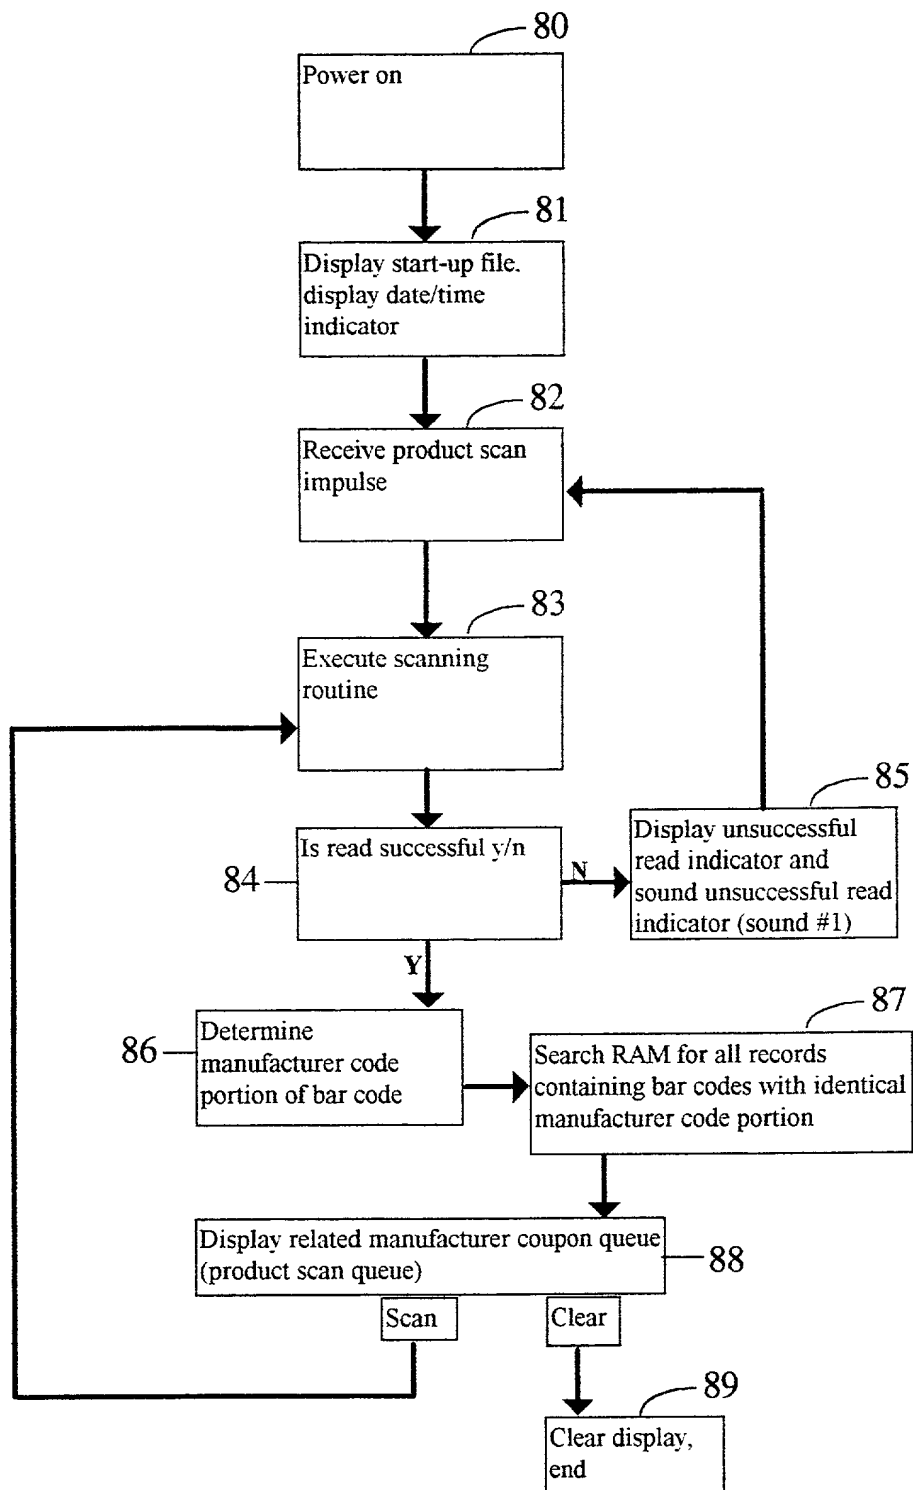 80
Power on
81
Display start-up file.
display date/time
indicator
82
Receive product scan
impulse
83
Execute scanning
routine
84
Is read successful y/n
N
85
Display unsuccessful
read indicator and
sound unsuccessful read
indicator (sound #1)
Y
86
Determine
manufacturer code
portion of bar code
87
Search RAM for all records
containing bar codes with identical
manufacturer code portion
Display related manufacturer coupon queue
(product scan queue)
88
Scan
Clear
89
Clear display,
end